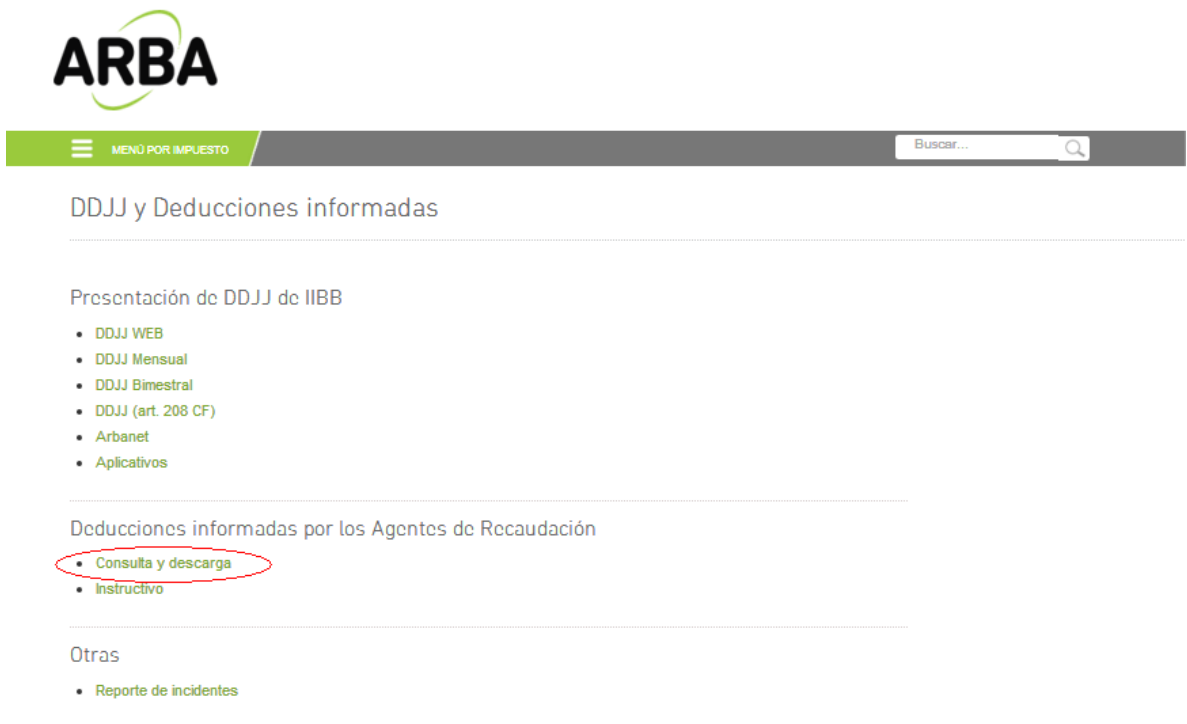 ARBA
MENÚ POR IMPUESTO
Buscar...
DDJJ y Deducciones informadas
Presentación de DDJJ de IIBB
DDJJ WEB
DDJJ Mensual
DDJJ Bimestral
DDJJ (art. 208 CF)
Arbanet
Aplicativos
Deducciones informadas por los Agentes de Recaudación
Consulta y descarga
Instructivo
Otras
Reporte de incidentes